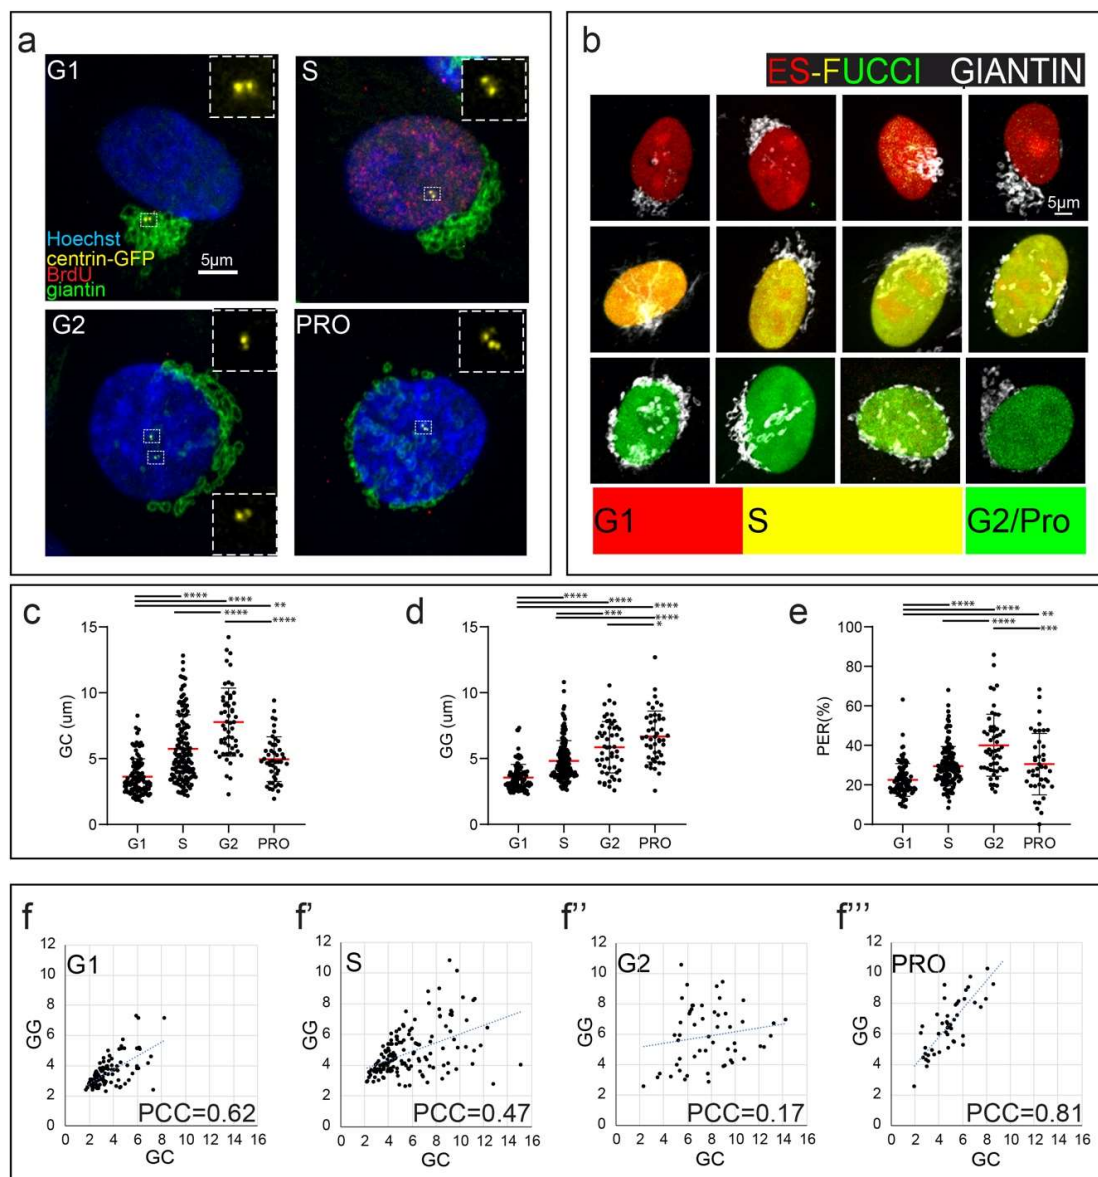 a
G1
S
Hoechst
centrin-GFP
BrdU
giantin
5µm
G2
PRO
b
ES-FUCCI GIANTIN
5µm
G1 S G2/Pro
c
**** 
****
**
****
****
GC (um)
15
10
5
0
G1 S G2 PRO
d
****
****
****
***
****
*
GG (um)
15
10
5
0
G1 S G2 PRO
e
****
****
**
****
***
PER(%)
100
80
60
40
20
0
G1 S G2 PRO
f
G1
GG
12
10
8
6
4
2
0
PCC=0.62
0 2 4 6 8 10 12 14 16
GC
f'
S
GG
12
10
8
6
4
2
0
PCC=0.47
0 2 4 6 8 10 12 14 16
GC
f''
G2
GG
12
10
8
6
4
2
0
PCC=0.17
0 2 4 6 8 10 12 14 16
GC
f'''
PRO
GG
12
10
8
6
4
2
0
PCC=0.81
0 2 4 6 8 10 12 14 16
GC